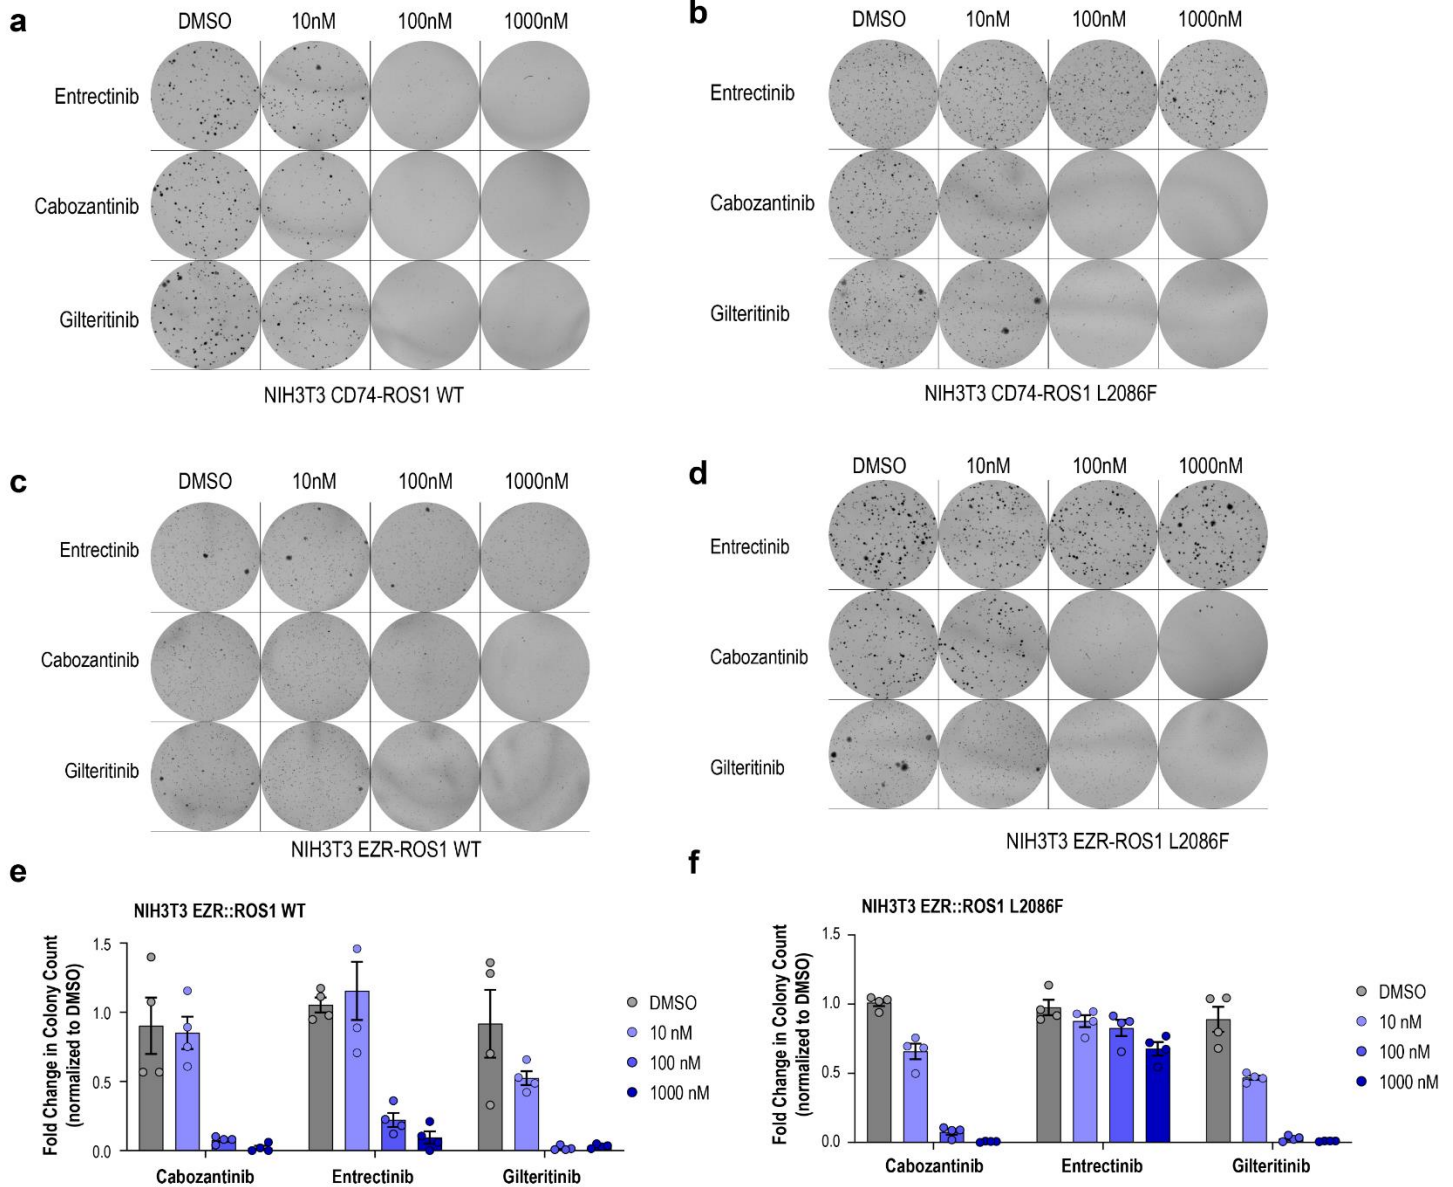 a
DMSO 10nM 100nM 1000nM
Entrectinib
Cabozantinib
Gilteritinib
NIH3T3 CD74-ROS1 WT
b
DMSO 10nM 100nM 1000nM
Entrectinib
Cabozantinib
Gilteritinib
NIH3T3 CD74-ROS1 L2086F
c
DMSO 10nM 100nM 1000nM
Entrectinib
Cabozantinib
Gilteritinib
NIH3T3 EZR-ROS1 WT
d
DMSO 10nM 100nM 1000nM
Entrectinib
Cabozantinib
Gilteritinib
NIH3T3 EZR-ROS1 L2086F
e
NIH3T3 EZR::ROS1 WT
Fold Change in Colony Count
(normalized to DMSO)
1.5
1.0
0.5
0.0
Cabozantinib Entrectinib Gilteritinib
DMSO
10 nM
100 nM
1000 nM
f
NIH3T3 EZR::ROS1 L2086F
Fold Change in Colony Count
(normalized to DMSO)
1.5
1.0
0.5
0.0
Cabozantinib Entrectinib Gilteritinib
DMSO
10 nM
100 nM
1000 nM